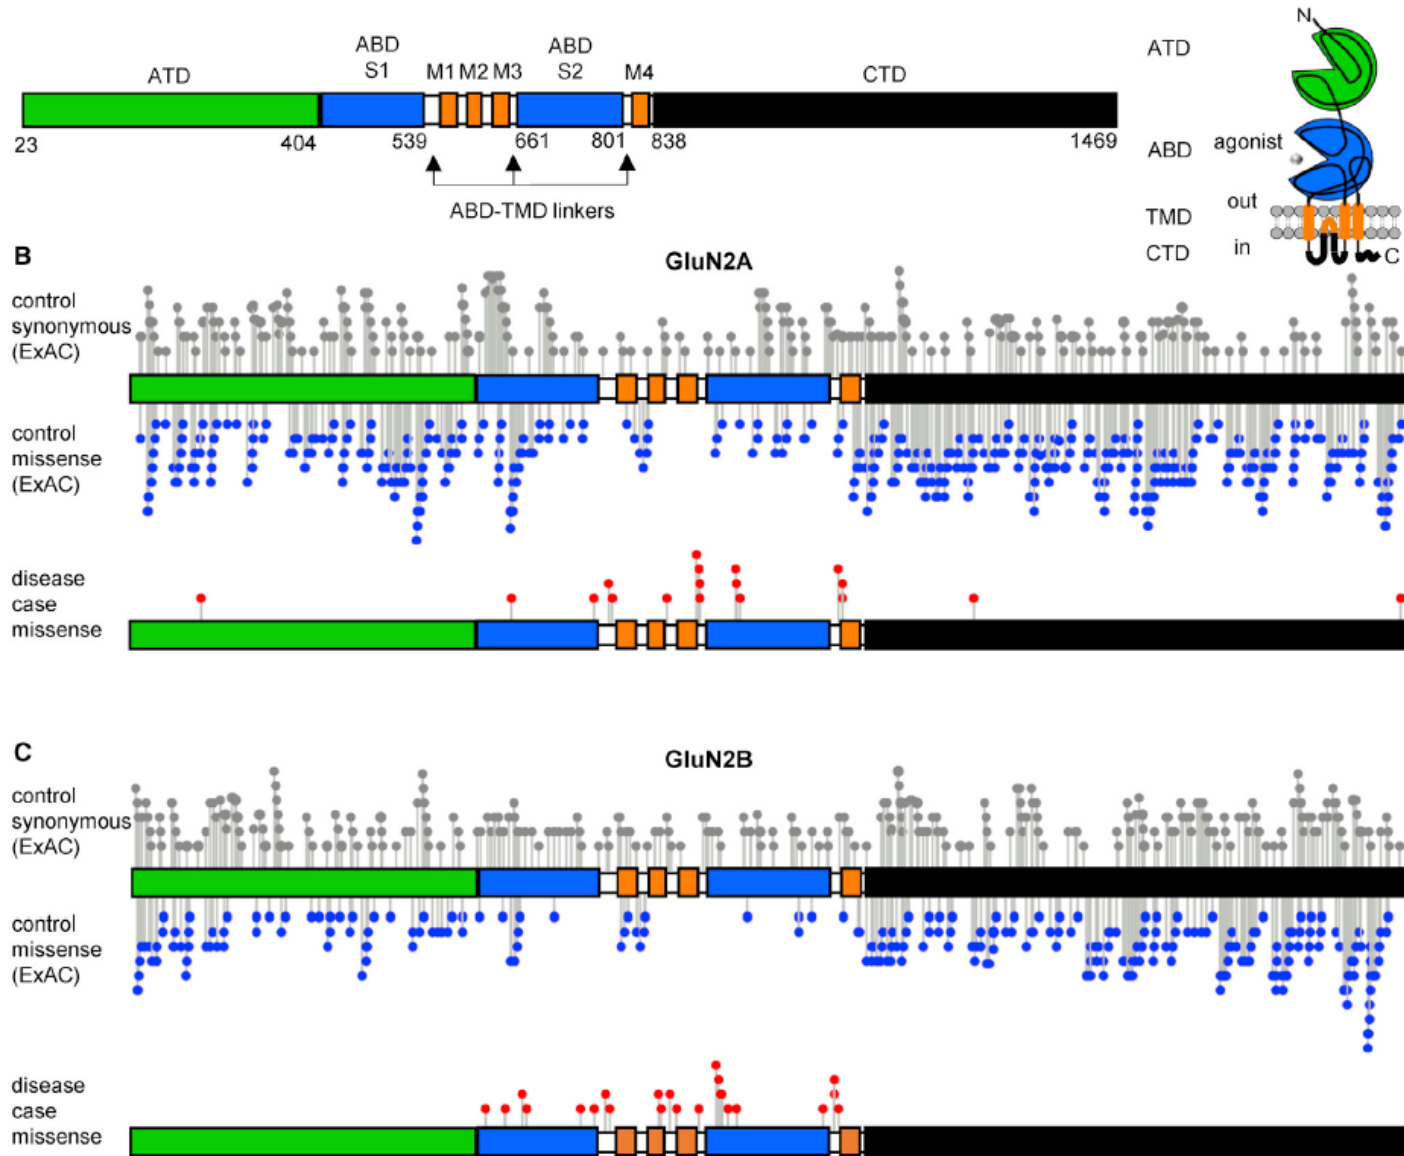 N
ABD ABD ATD
ATD S1 M1 M2 M3 S2 M4 CTD
23 404 539 661 801 838 1469
ABD agonist
ABD-TMD linkers
out
TMD
in
CTD C
B
GluN2A
control
synonymous
(ExAC)
control
missense
(ExAC)
disease
case
missense
C
GluN2B
control
synonymous
(ExAC)
control
missense
(ExAC)
disease
case
missense